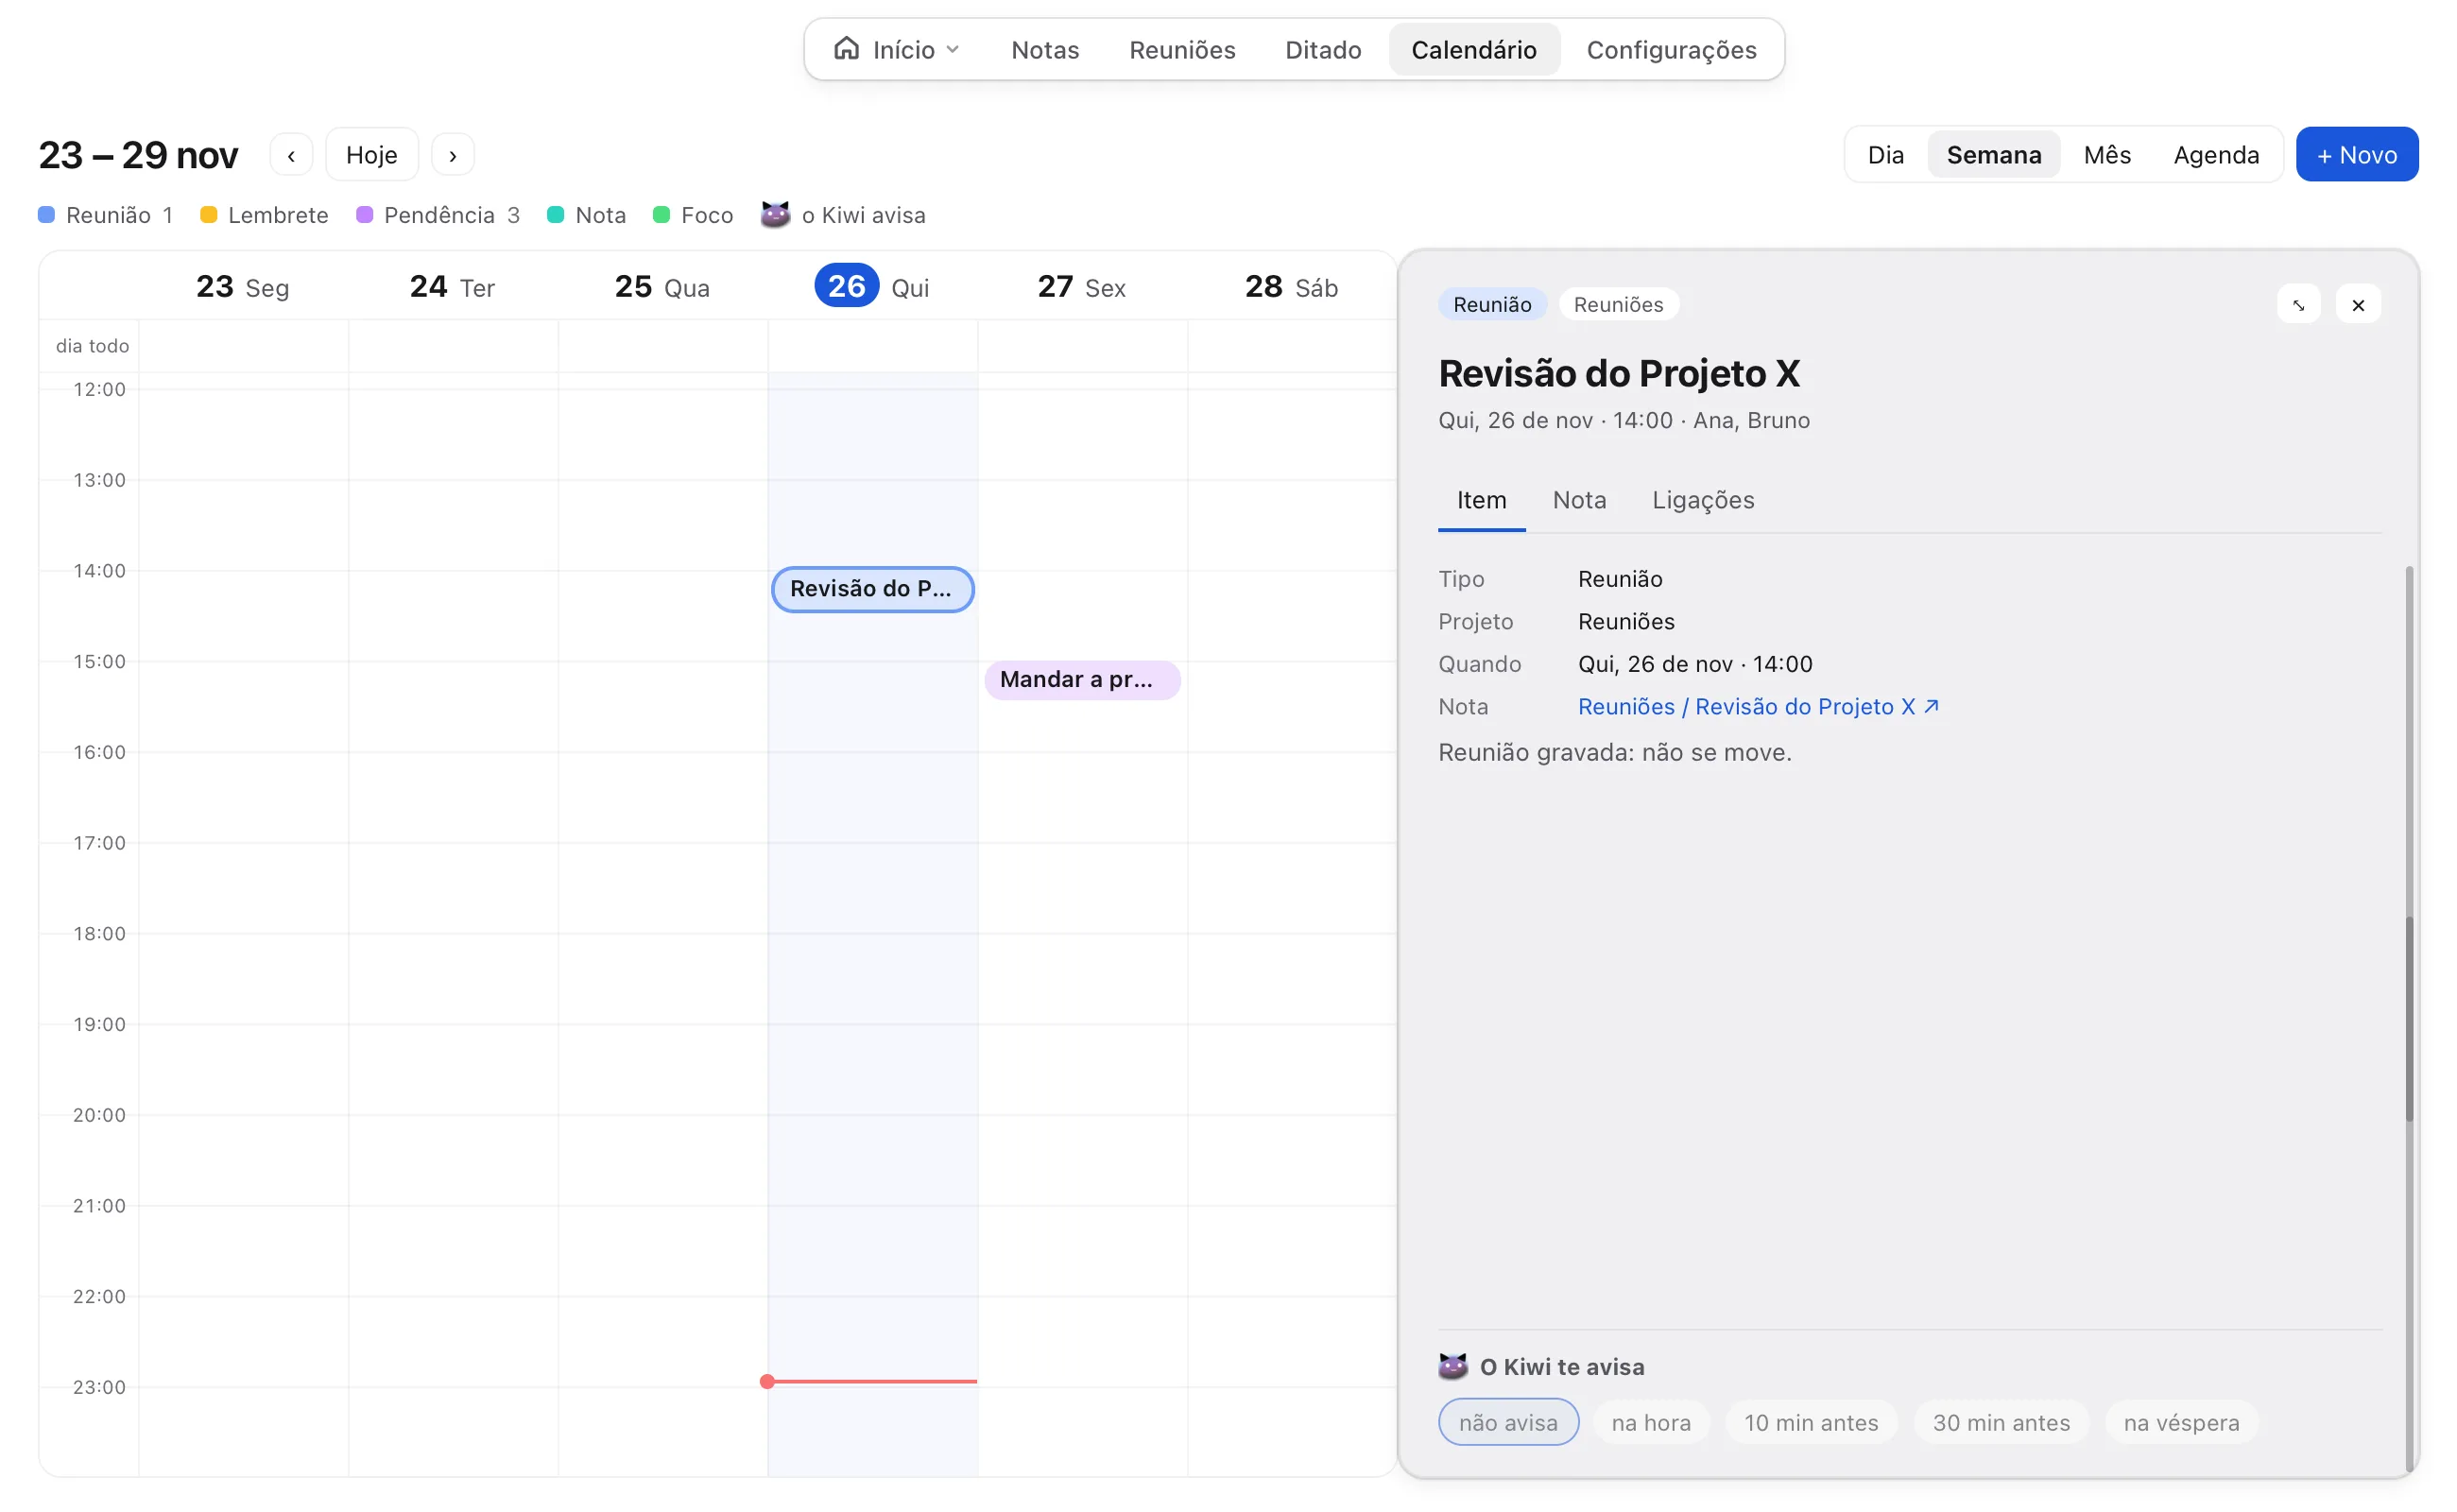 Início Notas Reuniões Ditado Calendário Configurações
23 – 29 nov ‹ Hoje › Dia Semana Mês Agenda + Novo
Reunião 1 Lembrete Pendência 3 Nota Foco o Kiwi avisa
23 Seg 24 Ter 25 Qua 26 Qui 27 Sex 28 Sáb
dia todo
12:00
13:00
14:00
Revisão do P...
15:00
Mandar a pr...
16:00
17:00
18:00
19:00
20:00
21:00
22:00
23:00
Reunião Reuniões
Revisão do Projeto X
Qui, 26 de nov · 14:00 · Ana, Bruno
Item Nota Ligações
Tipo Reunião
Projeto Reuniões
Quando Qui, 26 de nov · 14:00
Nota Reuniões / Revisão do Projeto X ↗
Reunião gravada: não se move.
O Kiwi te avisa
não avisa na hora 10 min antes 30 min antes na véspera